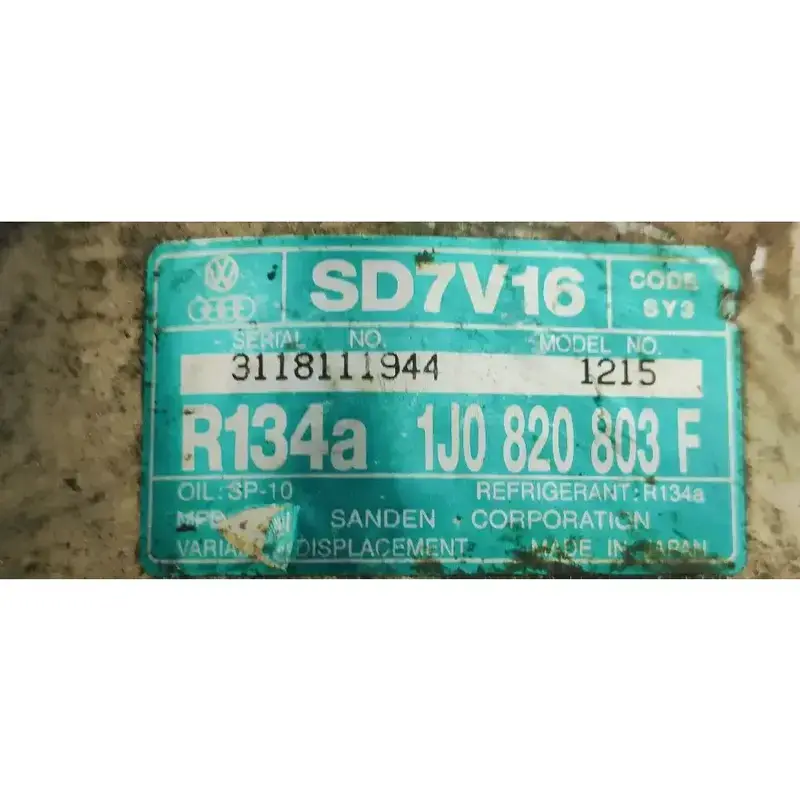 SD7V16
CODE
6Y3
SERIAL NO. MODEL NO.
3118111944 1215
R134a 1J0 820 803 F
OIL: SP-10 REFRIGERANT: R134a
SANDEN CORPORATION
DISPLACEMENT MADE IN JAPAN